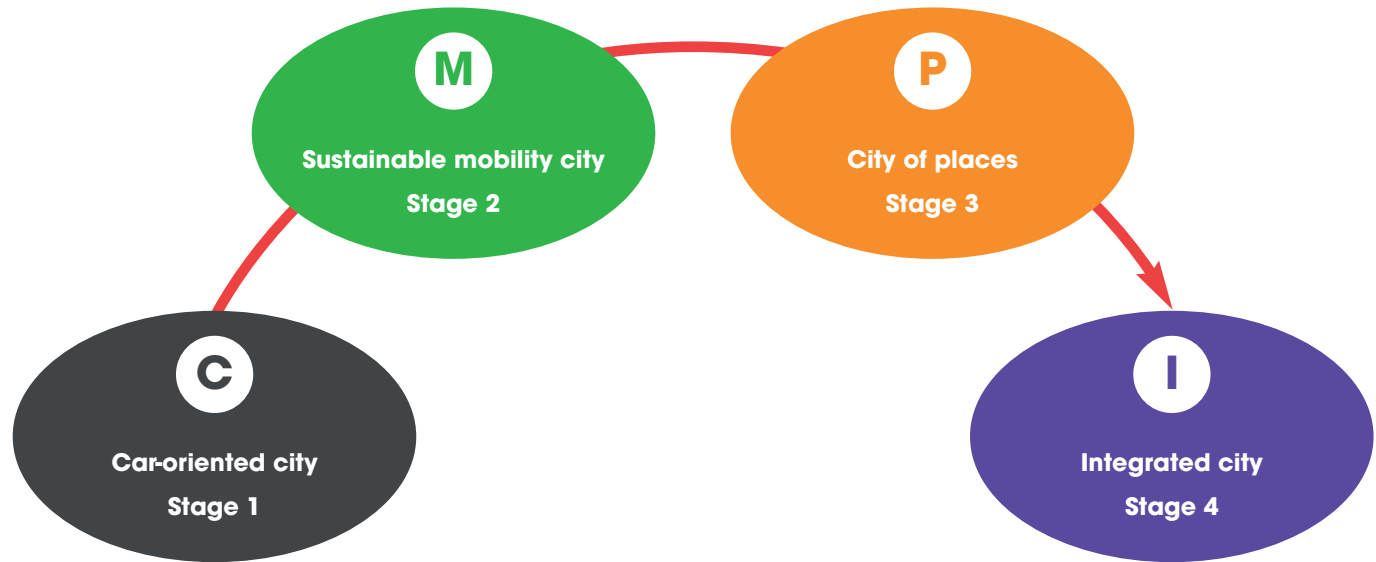 C
Car-oriented city
Stage 1
M
Sustainable mobility city
Stage 2
P
City of places
Stage 3
I
Integrated city
Stage 4